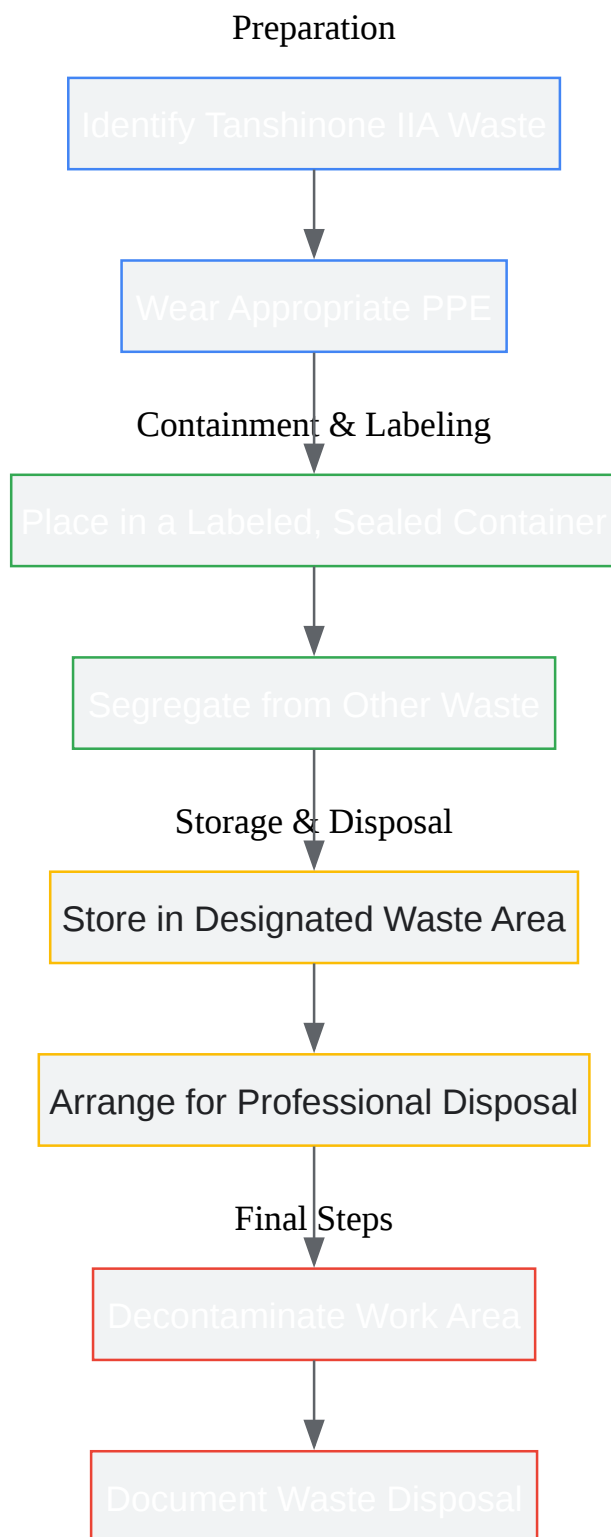 Preparation
Identify Tanshinone IIA Waste
Wear Appropriate PPE
Containment & Labeling
Place in a Labeled, Sealed Container
Segregate from Other Waste
Storage & Disposal
Store in Designated Waste Area
Arrange for Professional Disposal
Final Steps
Decontaminate Work Area
Document Waste Disposal